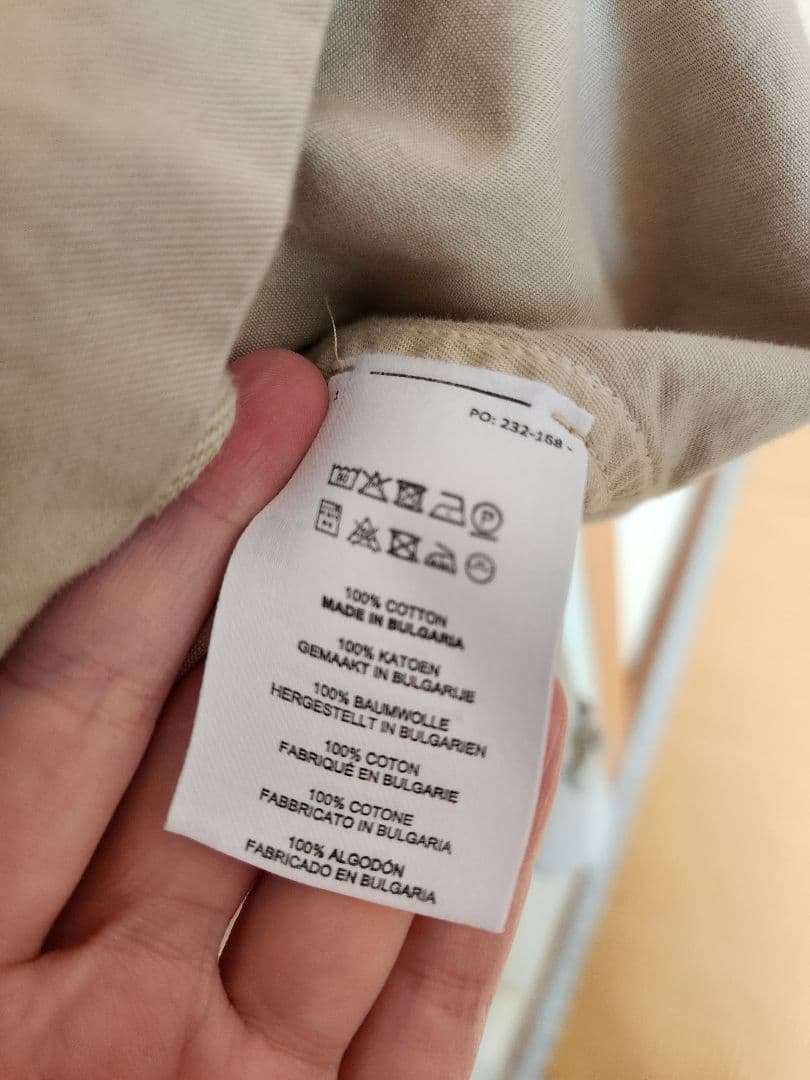 PO: 232-158 -
P
100% COTTON
MADE IN BULGARIA
100% KATOEN
GEMAAKT IN BULGARIJE
100% BAUMWOLLE
HERGESTELLT IN BULGARIEN
100% COTON
FABRIQUÉ EN BULGARIE
100% COTONE
FABBRICATO IN BULGARIA
100% ALGODÓN
FABRICADO EN BULGARIA